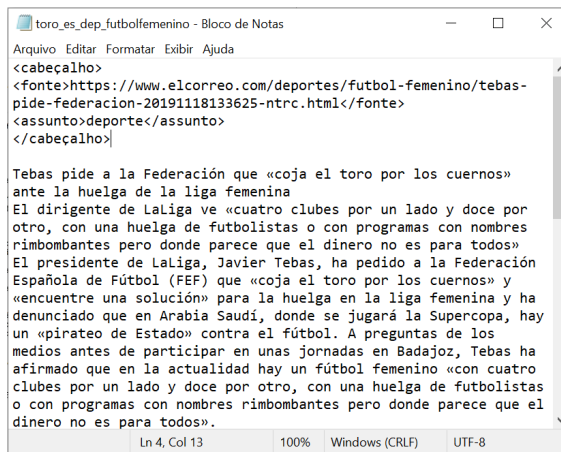 toro_es_dep_futbolfemenino - Bloco de Notas
Arquivo Editar Formatar Exibir Ajuda
<cabeçalho>
<fonte>https://www.elcorreo.com/deportes/futbol-femenino/tebas-
pide-federacion-20191118133625-ntrc.html</fonte>
<assunto>deporte</assunto>
</cabeçalho>
Tebas pide a la Federación que «coja el toro por los cuernos»
ante la huelga de la liga femenina
El dirigente de LaLiga ve «cuatro clubes por un lado y doce por
otro, con una huelga de futbolistas o con programas con nombres
rimbombantes pero donde parece que el dinero no es para todos»
El presidente de LaLiga, Javier Tebas, ha pedido a la Federación
Española de Fútbol (FEF) que «coja el toro por los cuernos» y
«encuentre una solución» para la huelga en la liga femenina y ha
denunciado que en Arabia Saudí, donde se jugará la Supercopa, hay
un «pirateo de Estado» contra el fútbol. A preguntas de los
medios antes de participar en unas jornadas en Badajoz, Tebas ha
afirmado que en la actualidad hay un fútbol femenino «con cuatro
clubes por un lado y doce por otro, con una huelga de futbolistas
o con programas con nombres rimbombantes pero donde parece que el
dinero no es para todos».
Ln 4, Col 13 100% Windows (CRLF) UTF-8